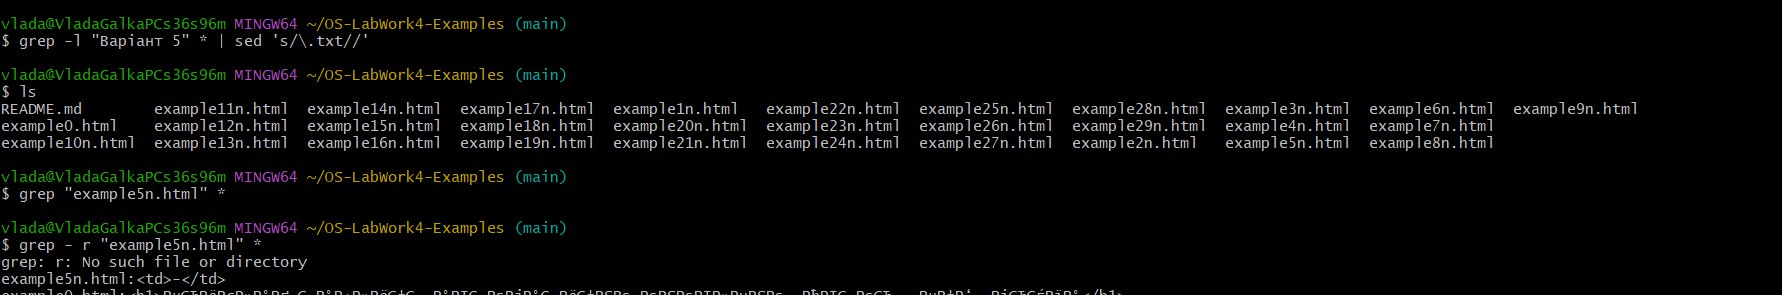 vlada@VladaGalkaPCs36s96m MINGW64 ~/OS-LabWork4-Examples (main)
$ grep -l "Варіант 5" * | sed 's/\.txt//'
vlada@VladaGalkaPCs36s96m MINGW64 ~/OS-LabWork4-Examples (main)
$ ls
README.md example11n.html example14n.html example17n.html example1n.html example22n.html example25n.html example28n.html example3n.html example6n.html example9n.html
example0.html example12n.html example15n.html example18n.html example20n.html example23n.html example26n.html example29n.html example4n.html example7n.html
example10n.html example13n.html example16n.html example19n.html example21n.html example24n.html example27n.html example2n.html example5n.html example8n.html
vlada@VladaGalkaPCs36s96m MINGW64 ~/OS-LabWork4-Examples (main)
$ grep "example5n.html" *
vlada@VladaGalkaPCs36s96m MINGW64 ~/OS-LabWork4-Examples (main)
$ grep - r "example5n.html" *
grep: r: No such file or directory
example5n.html:<td>-</td>